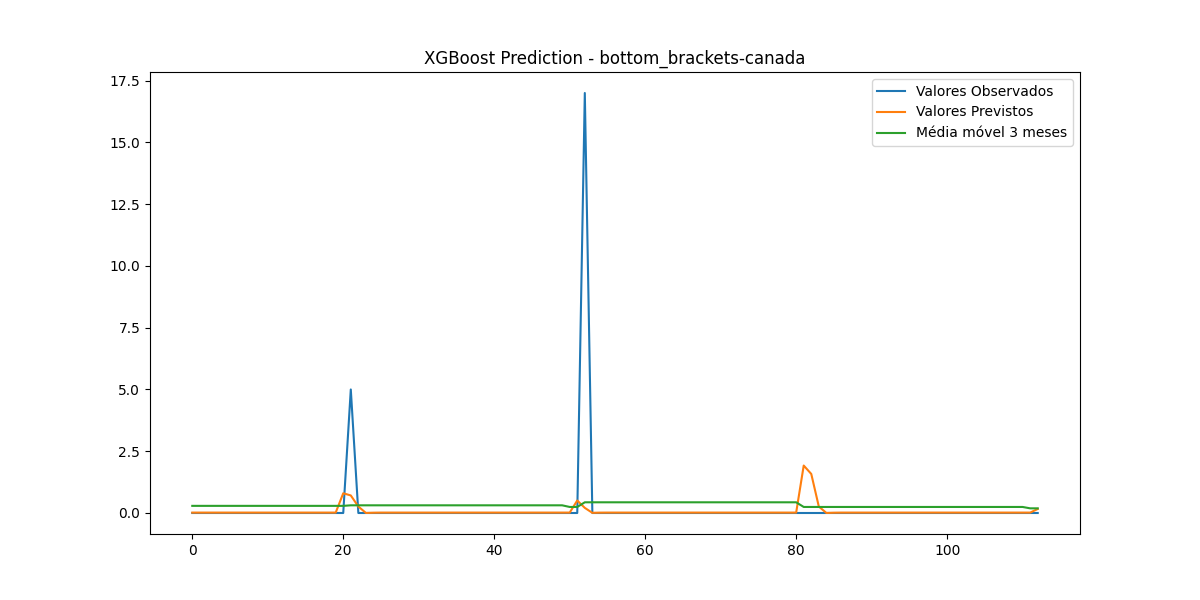 XGBoost Prediction - bottom_brackets-canada
Valores Observados
Valores Previstos
Média móvel 3 meses
17.5
15.0
12.5
10.0
7.5
5.0
2.5
0.0
0 20 40 60 80 100